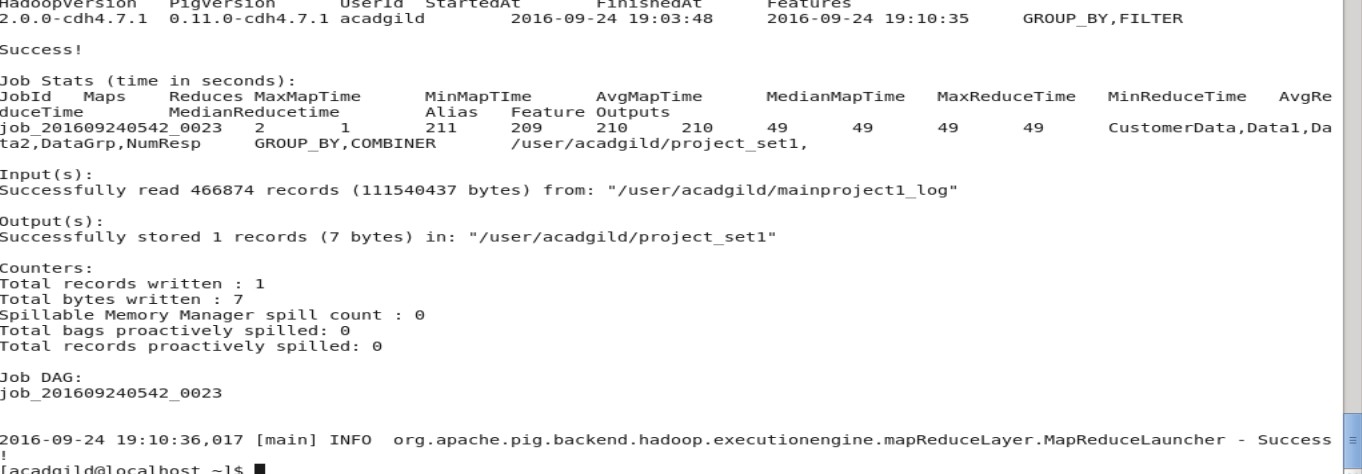 HadoopVersion PigVersion UserId StartedAt FinishedAt Features
2.0.0-cdh4.7.1 0.11.0-cdh4.7.1 acadgild 2016-09-24 19:03:48 2016-09-24 19:10:35 GROUP_BY,FILTER
Success!
Job Stats (time in seconds):
JobId Maps Reduces MaxMapTime MinMapTIme AvgMapTime MedianMapTime MaxReduceTime MinReduceTime AvgRe
duceTime MedianReducetime Alias Feature Outputs
job_201609240542_0023 2 1 211 209 210 210 49 49 49 49 CustomerData,Data1,Da
ta2,DataGrp,NumResp GROUP_BY,COMBINER /user/acadgild/project_set1,
Input(s):
Successfully read 466874 records (111540437 bytes) from: "/user/acadgild/mainproject1_log"
Output(s):
Successfully stored 1 records (7 bytes) in: "/user/acadgild/project_set1"
Counters:
Total records written : 1
Total bytes written : 7
Spillable Memory Manager spill count : 0
Total bags proactively spilled: 0
Total records proactively spilled: 0
Job DAG:
job_201609240542_0023
2016-09-24 19:10:36,017 [main] INFO org.apache.pig.backend.hadoop.executionengine.mapReduceLayer.MapReduceLauncher - Success
!
[acadgild@localhost ~]$